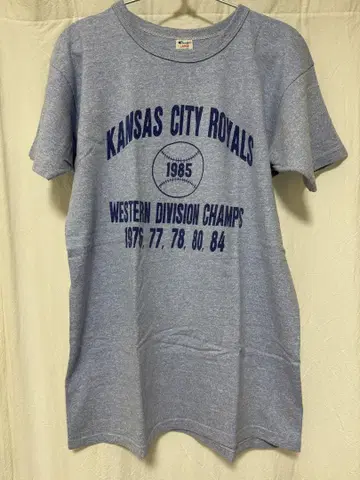 KANSAS CITY ROYALS
1985
WESTERN DIVISION CHAMPS
1976, 77, 78, 80, 84